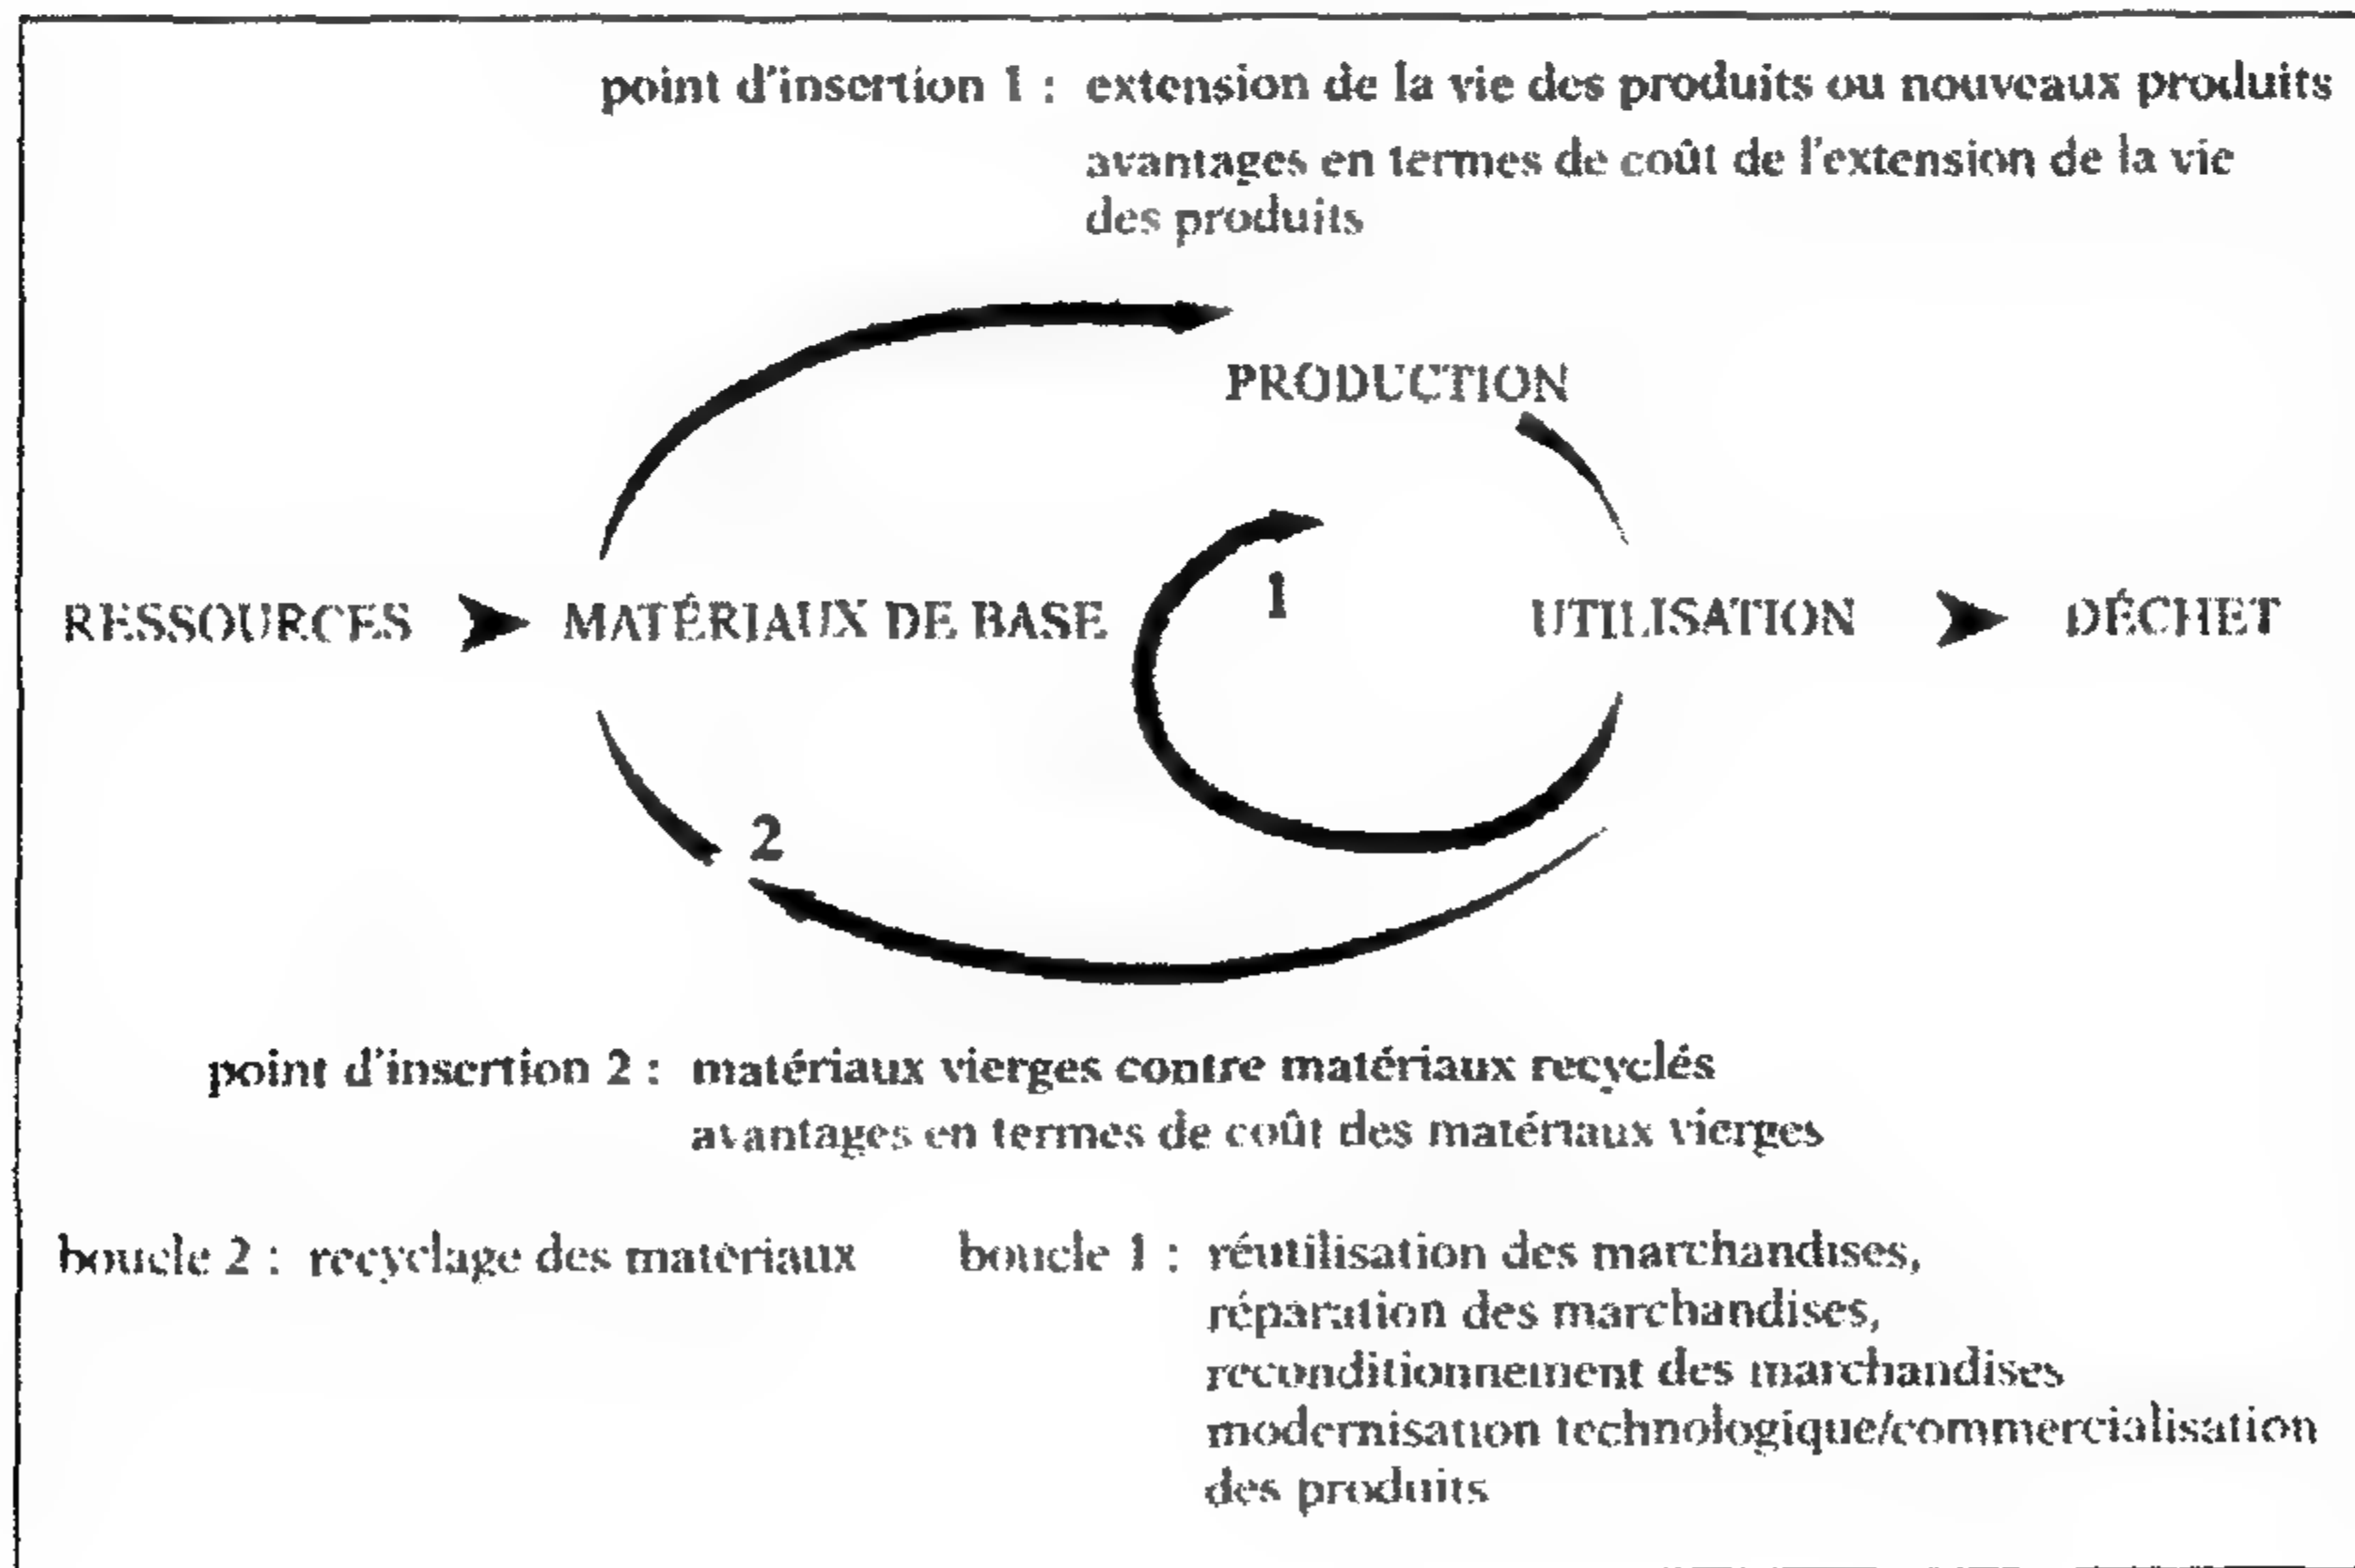 point d'insertion 1 : extension de la vie des produits ou nouveaux produits
avantages en termes de coût de l'extension de la vie
des produits
PRODUCTION
1
RESSOURCES MATÉRIAUX DE BASE UTILISATION DÉCHET
2
point d'insertion 2 : matériaux vierges contre matériaux recyclés
avantages en termes de coût des matériaux vierges
boucle 2 : recyclage des matériaux boucle 1 : réutilisation des marchandises,
réparation des marchandises,
reconditionnement des marchandises
modernisation technologique/commercialisation
des produits